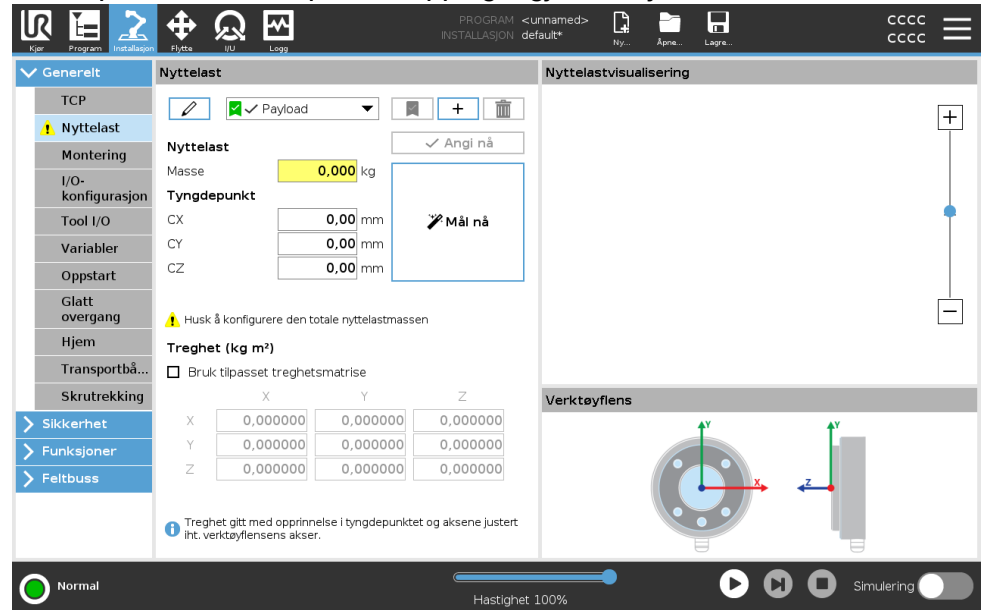 UR
Kjør
Program
Installasjon
Flytte
I/U
Logg
PROGRAM <unnamed>
INSTALLASJON default*
Ny...
Åpne...
Lagre...
CCCC
CCCC
Generelt
TCP
Nyttelast
Montering
I/O-
konfigurasjon
Tool I/O
Variabler
Oppstart
Glatt
overgang
Hjem
Transportbå...
Skrutrekking
Sikkerhet
Funksjoner
Feltbuss
Nyttelast
Payload
Nyttelast
Angi nå
Masse 0,000 kg
Tyngdepunkt
CX 0,00 mm
CY 0,00 mm
CZ 0,00 mm
Mål nå
Husk å konfigurere den totale nyttelastmassen
Treghet (kg m²)
Bruk tilpasset treghetsmatrise
X Y Z
X 0,000000 0,000000 0,000000
Y 0,000000 0,000000 0,000000
Z 0,000000 0,000000 0,000000
Treghet gitt med opprinnelse i tyngdepunktet og aksene justert
iht. verktøyflensens akser.
Nyttelastvisualisering
Verktøyflens
Y
X
Y
Z
Normal
Hastighet 100%
Simulering